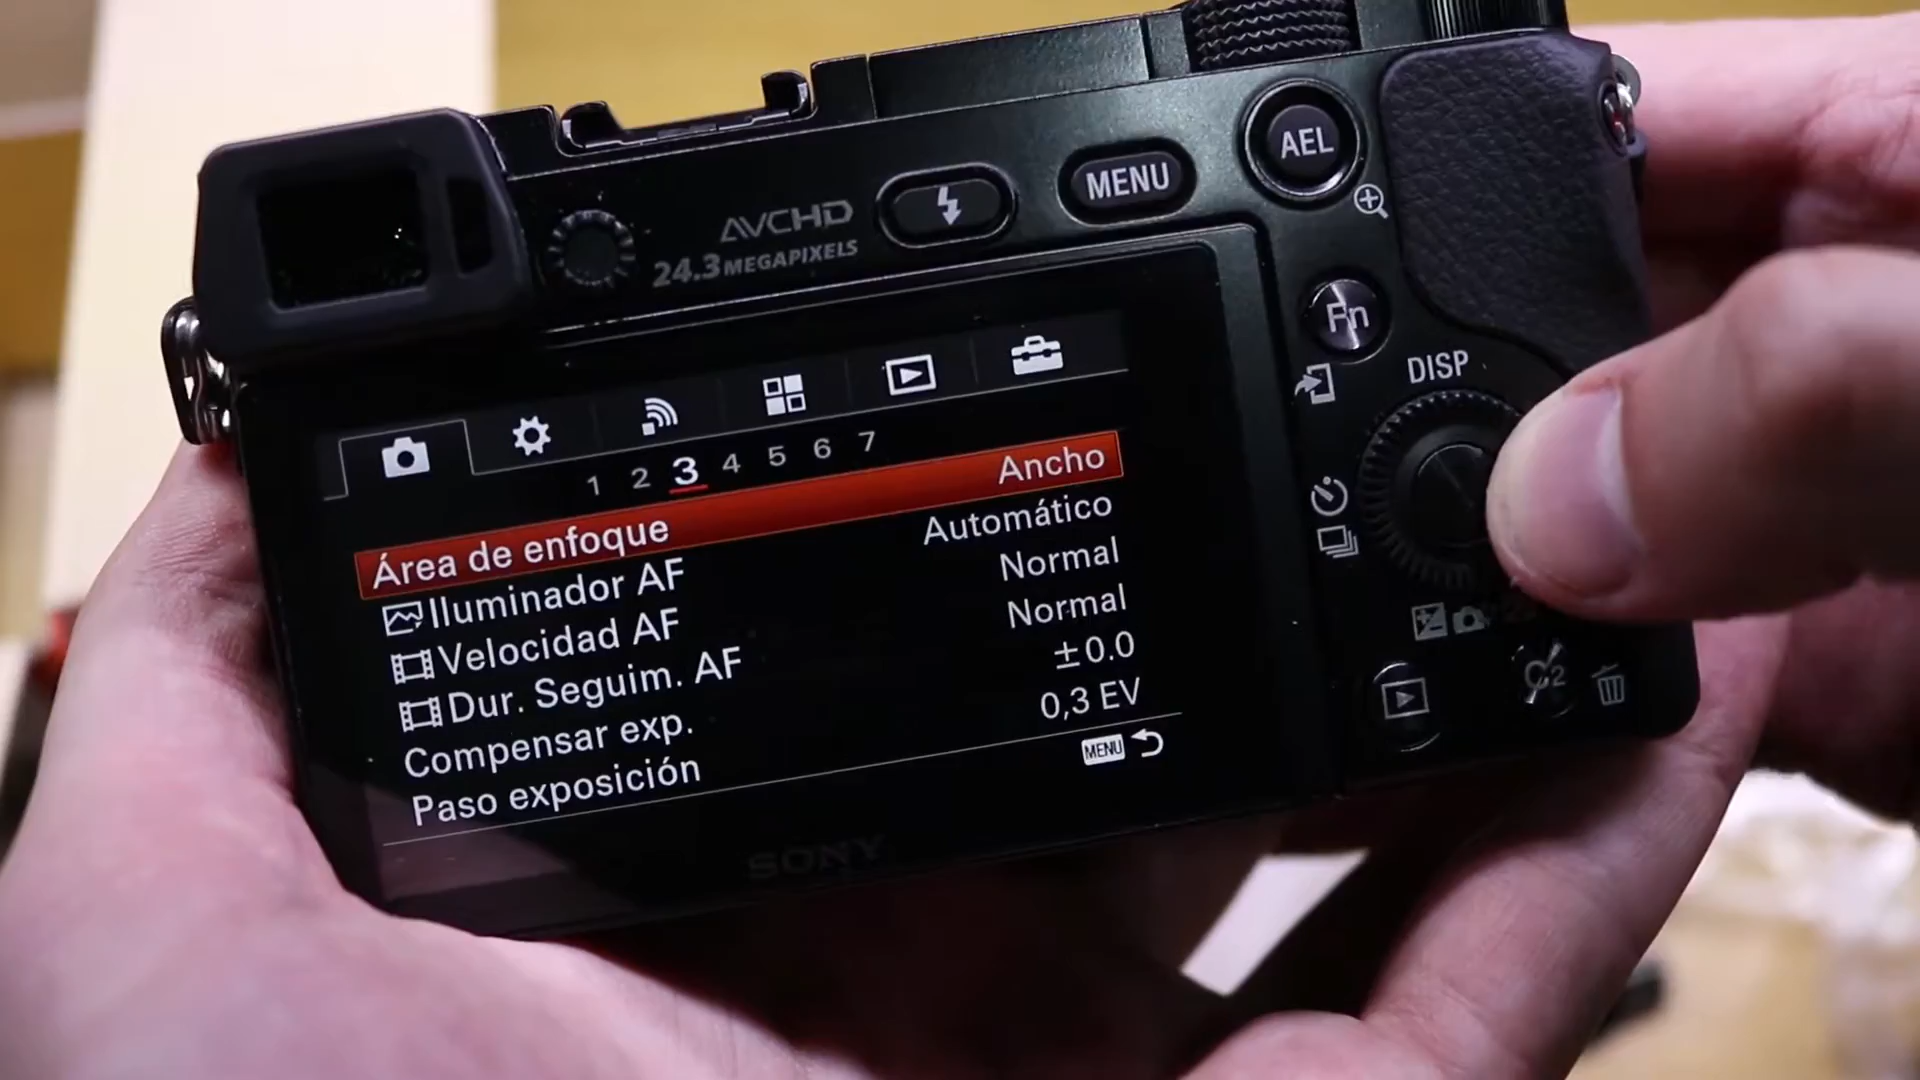 AEL
MENU
AVCHD
24.3 MEGAPIXELS
Fn
DISP
1 2 3 4 5 6 7
Área de enfoque Ancho
Iluminador AF Automático
Velocidad AF Normal
Dur. Seguim. AF Normal
Compensar exp. ±0.0
Paso exposición 0,3 EV
MENU
C2
SONY